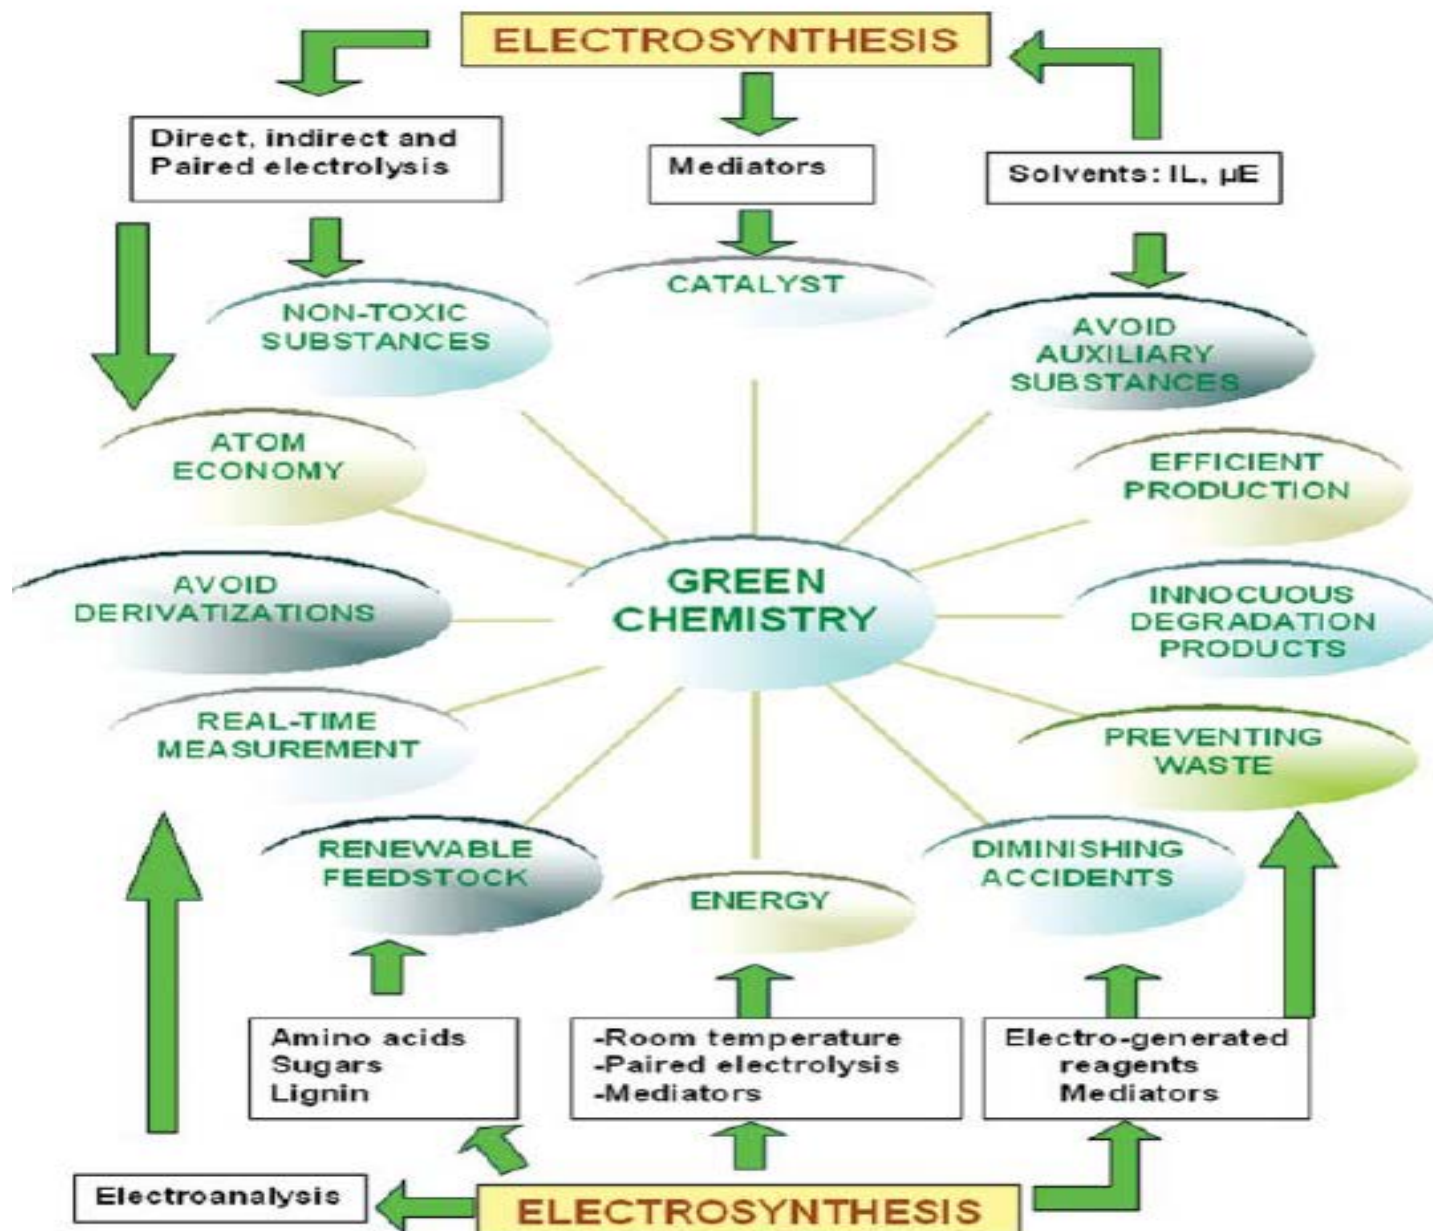 ELECTROSYNTHESIS
Direct, indirect and
Paired electrolysis
Mediators
Solvents: IL, µE
CATALYST
NON-TOXIC
SUBSTANCES
AVOID
AUXILIARY
SUBSTANCES
ATOM
ECONOMY
EFFICIENT
PRODUCTION
GREEN
CHEMISTRY
AVOID
DERIVATIZATIONS
INNOCUOUS
DEGRADATION
PRODUCTS
REAL-TIME
MEASUREMENT
PREVENTING
WASTE
RENEWABLE
FEEDSTOCK
ENERGY
DIMINISHING
ACCIDENTS
Amino acids
Sugars
Lignin
-Room temperature
-Paired electrolysis
-Mediators
Electro-generated
reagents
Mediators
Electroanalysis
ELECTROSYNTHESIS